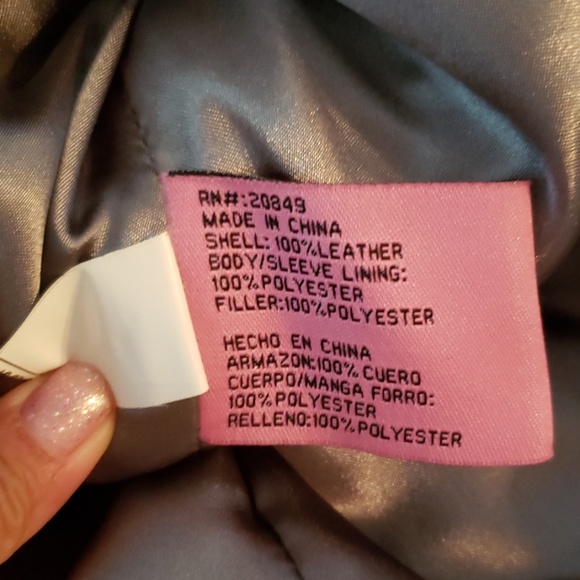 RN#:20849
MADE IN CHINA
SHELL: 100%LEATHER
BODY/SLEEVE LINING:
100%POLYESTER
FILLER:100%POLYESTER
HECHO EN CHINA
ARMAZON:100% CUERO
CUERPO/MANGA FORRO:
100%POLYESTER
RELLENO:100%POLYESTER